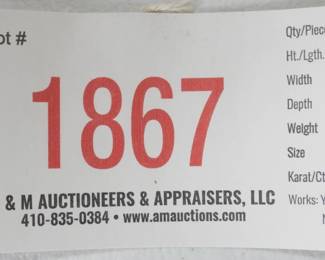 ot #
1867
& M AUCTIONEERS & APPRAISERS, LLC
410-835-0384 • www.amauctions.com
Qty/Piec
Ht./Lgth.
Width
Depth
Weight
Size
Karat/Ct
Works: Y